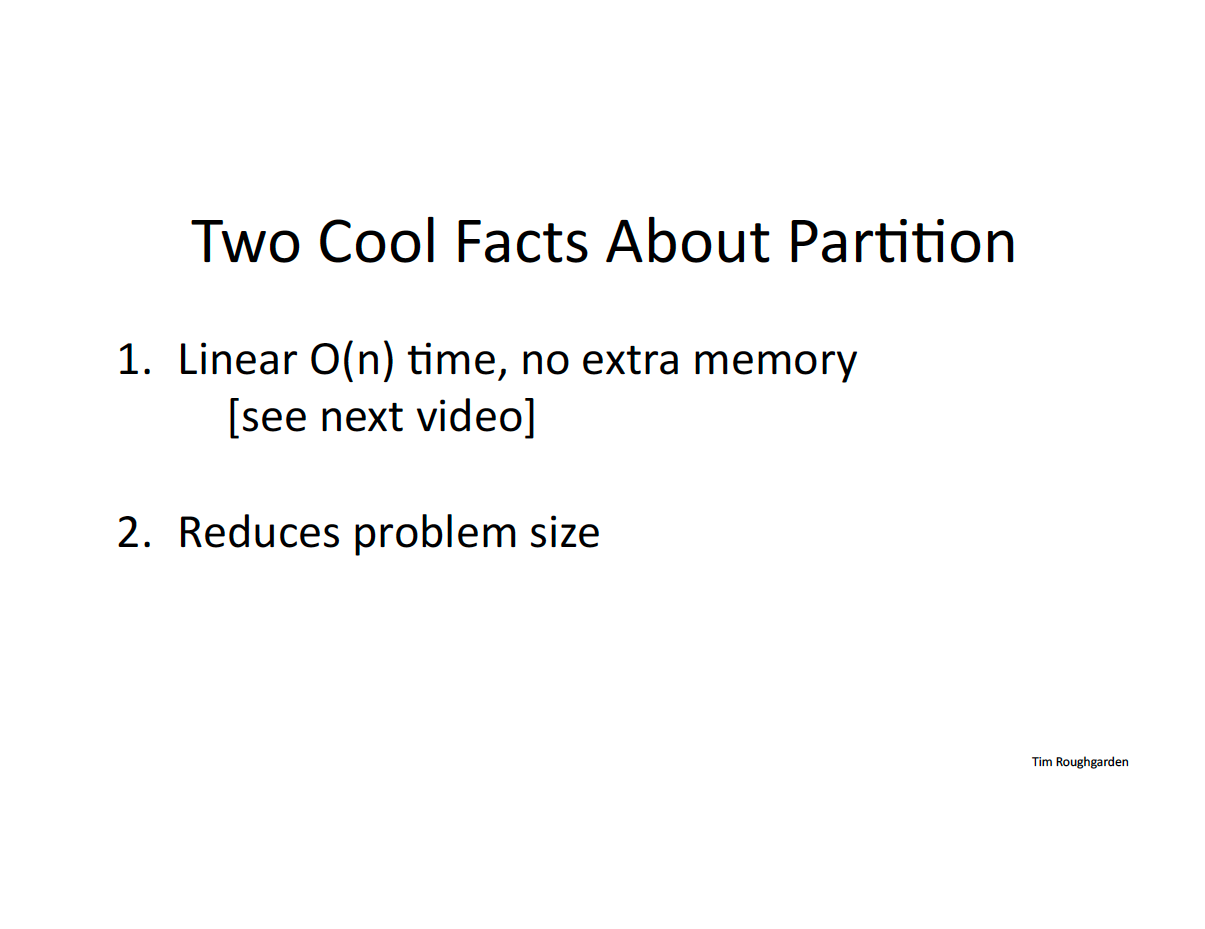 Two Cool Facts About Partition
1. Linear O(n) time, no extra memory
[see next video]
2. Reduces problem size
Tim Roughgarden